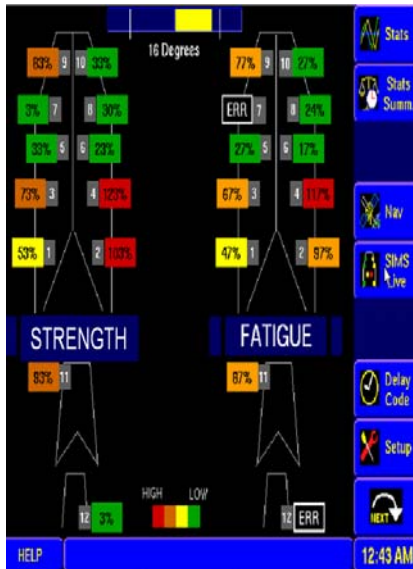 16 Degrees
83% 9 10 33% 77% 9 10 27%
3% 7 8 30% ERR 7 8 24%
33% 5 6 23% 27% 5 6 17%
73% 3 4 123% 67% 3 4 117%
53% 1 2 103% 47% 1 2 97%
STRENGTH FATIGUE
93% 11 87% 11
HIGH LOW
12 3% 12 ERR
Stats
Stats
Summ.
Nav
SIMS
Live
Delay
Code
Setup
NEXT
HELP 12:43 AM